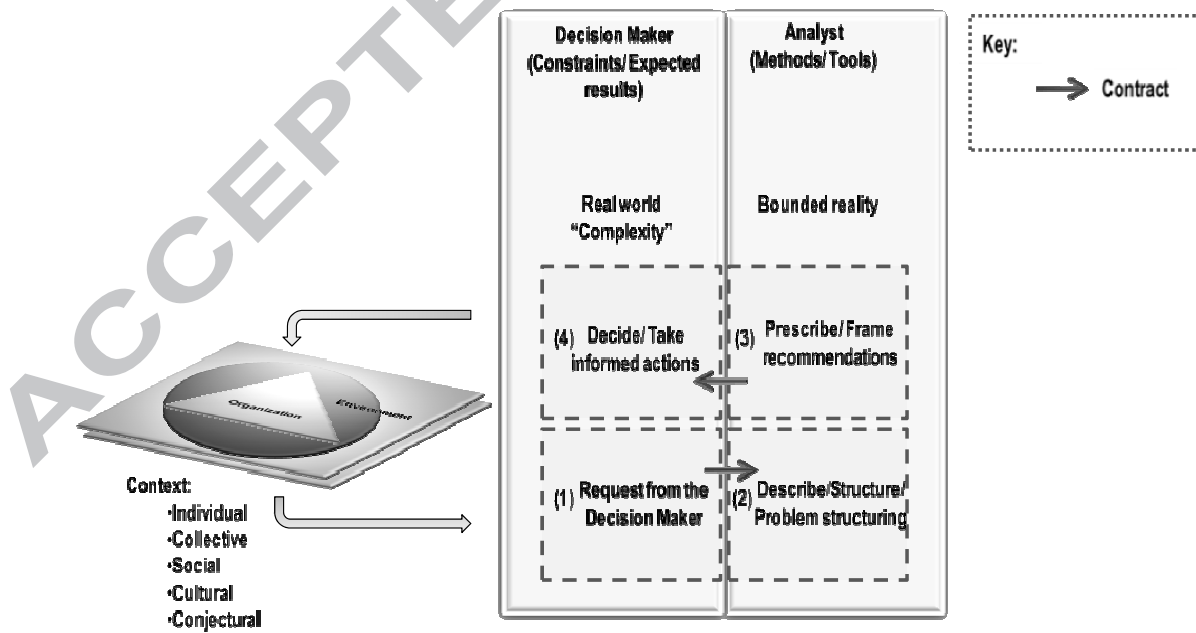 ACCEPTE
Decision Maker
(Constraints/ Expected
results)
Analyst
(Methods/ Tools)
Key:
Contract
Real world
“Complexity”
Bounded reality
(4) Decide/ Take
informed actions
(3) Prescribe/ Frame
recommendations
Organization
Environment
(1) Request from the
Decision Maker
(2) Describe/Structure/
Problem structuring
Context:
•Individual
•Collective
•Social
•Cultural
•Conjectural